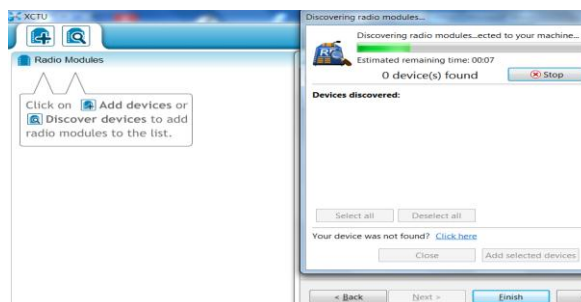 XCTU
Radio Modules
Click on Add devices or
Discover devices to add
radio modules to the list.
Discovering radio modules...
Discovering radio modules...ected to your machine...
Estimated remaining time: 00:07
0 device(s) found
Stop
Devices discovered:
Select all
Deselect all
Your device was not found? Click here
Close
Add selected devices
< Back
Next >
Finish